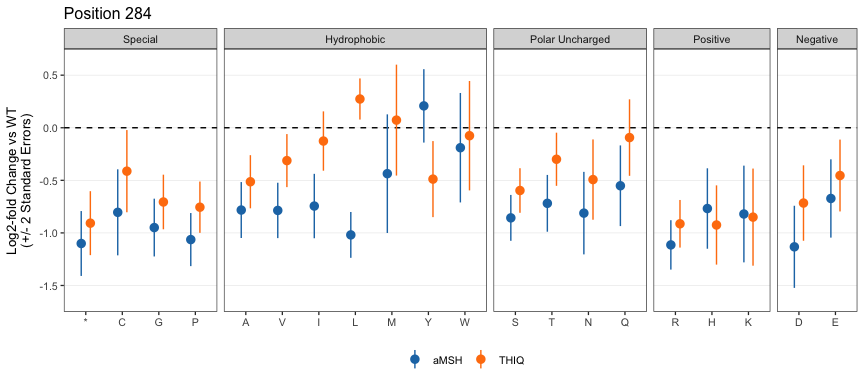 Position 284
Special
Hydrophobic
Polar Uncharged
Positive
Negative
Log2-fold Change vs WT
(+/- 2 Standard Errors)
0.5
0.0
-0.5
-1.0
-1.5
* C G P
A V I L M Y W
S T N Q
R H K
D E
aMSH THIQ